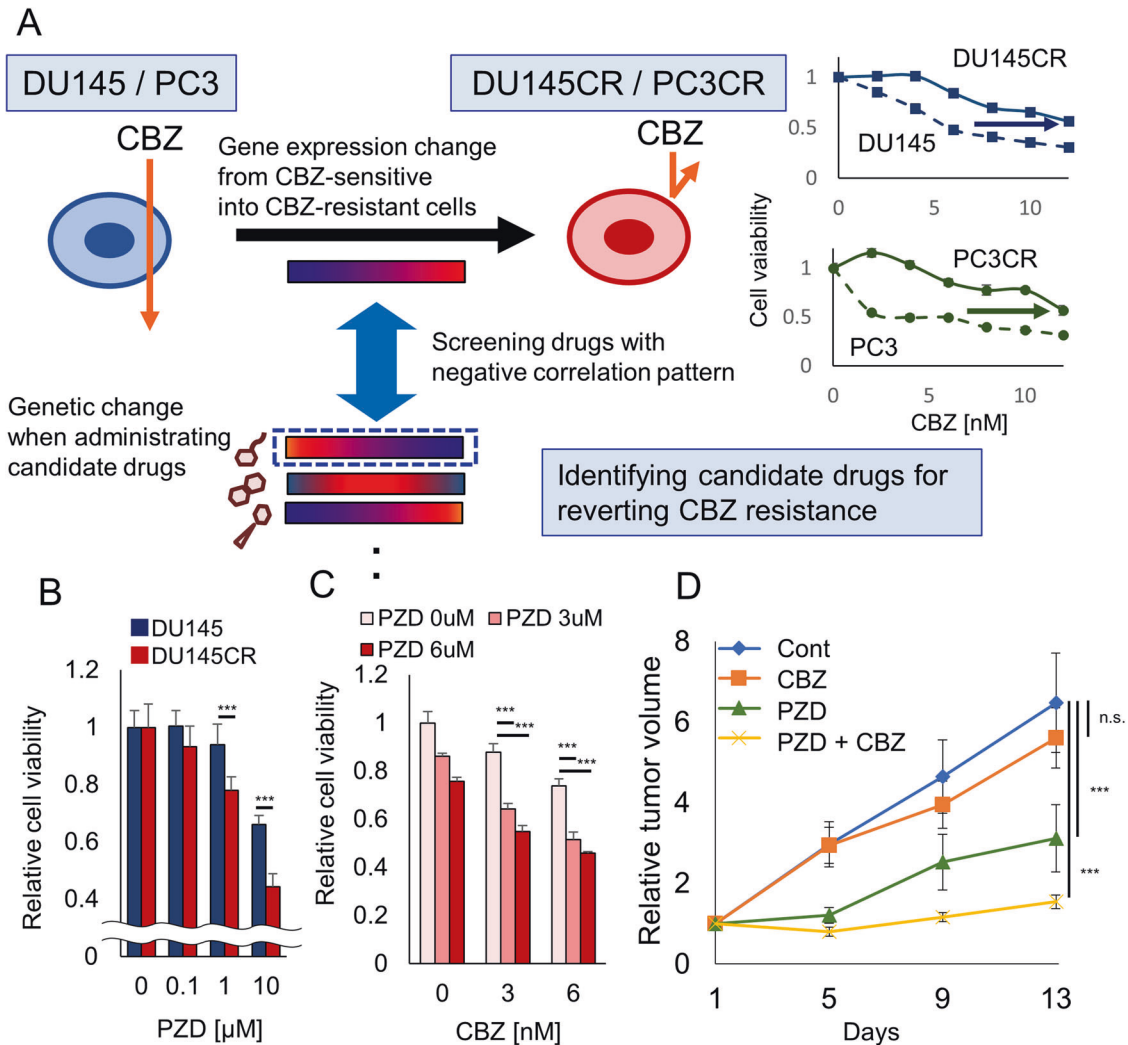 A
DU145 / PC3
CBZ
Gene expression change
from CBZ-sensitive
into CBZ-resistant cells
DU145CR / PC3CR
CBZ
Screening drugs with
negative correlation pattern
Genetic change
when administrating
candidate drugs
Identifying candidate drugs for
reverting CBZ resistance
DU145CR
DU145
1
0.5
0
0 5 10
PC3CR
PC3
Cell vaiability
1
0.5
0
0 5 10
CBZ [nM]
B
DU145
DU145CR
Relative cell viability
1.2
1
0.8
0.6
0.4
0
***
***
0 0.1 1 10
PZD [µM]
C
PZD 0uM PZD 3uM
PZD 6uM
Relative cell viability
1.2
1
0.8
0.6
0.4
0.2
0
***
***
***
***
0 3 6
CBZ [nM]
D
Cont
CBZ
PZD
PZD + CBZ
Relative tumor volume
8
6
4
2
0
n.s.
***
***
1 5 9 13
Days